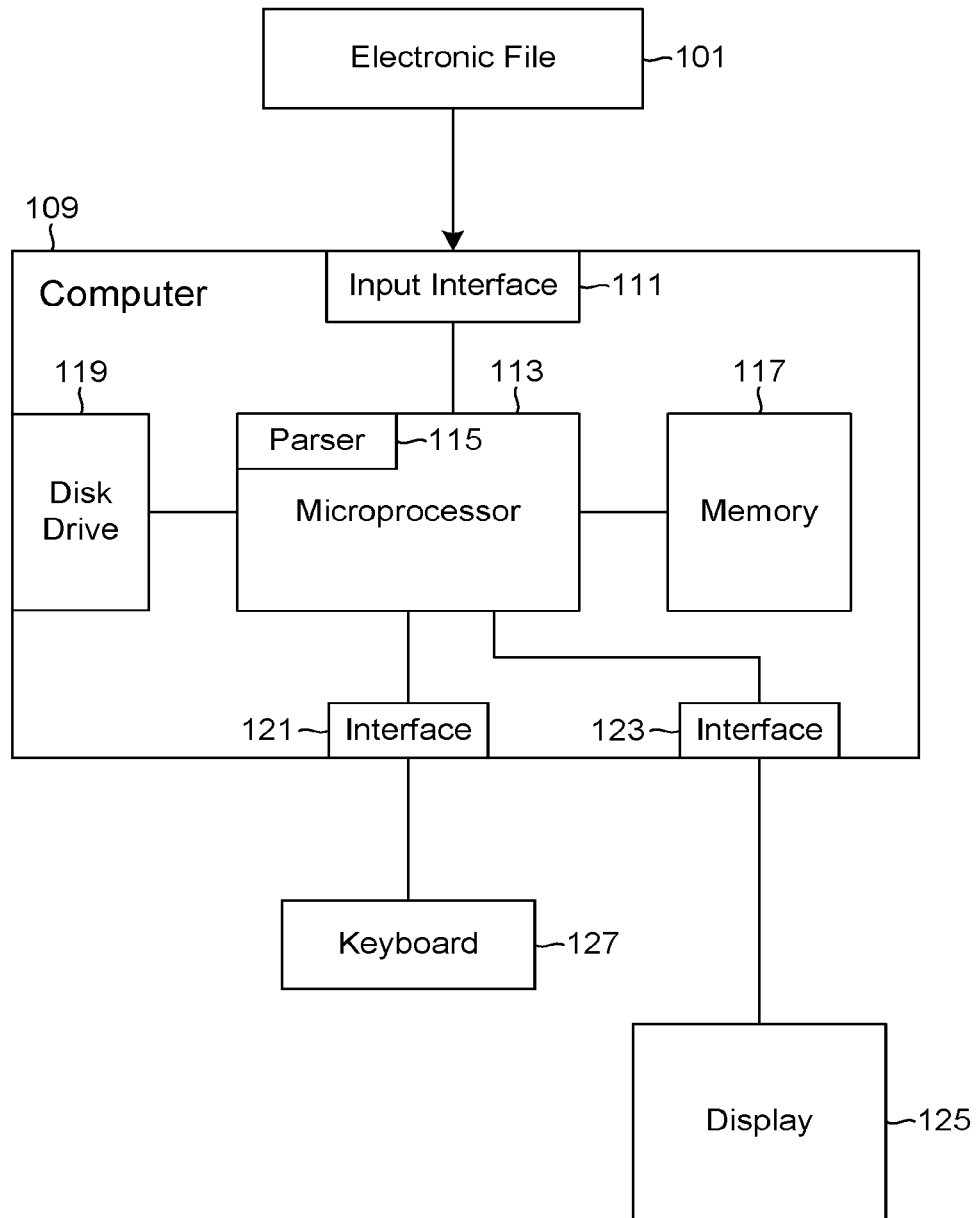 Electronic File
101
109
Computer
Input Interface
111
119
113
117
Parser
115
Disk
Drive
Microprocessor
Memory
121
Interface
123
Interface
Keyboard
127
Display
125